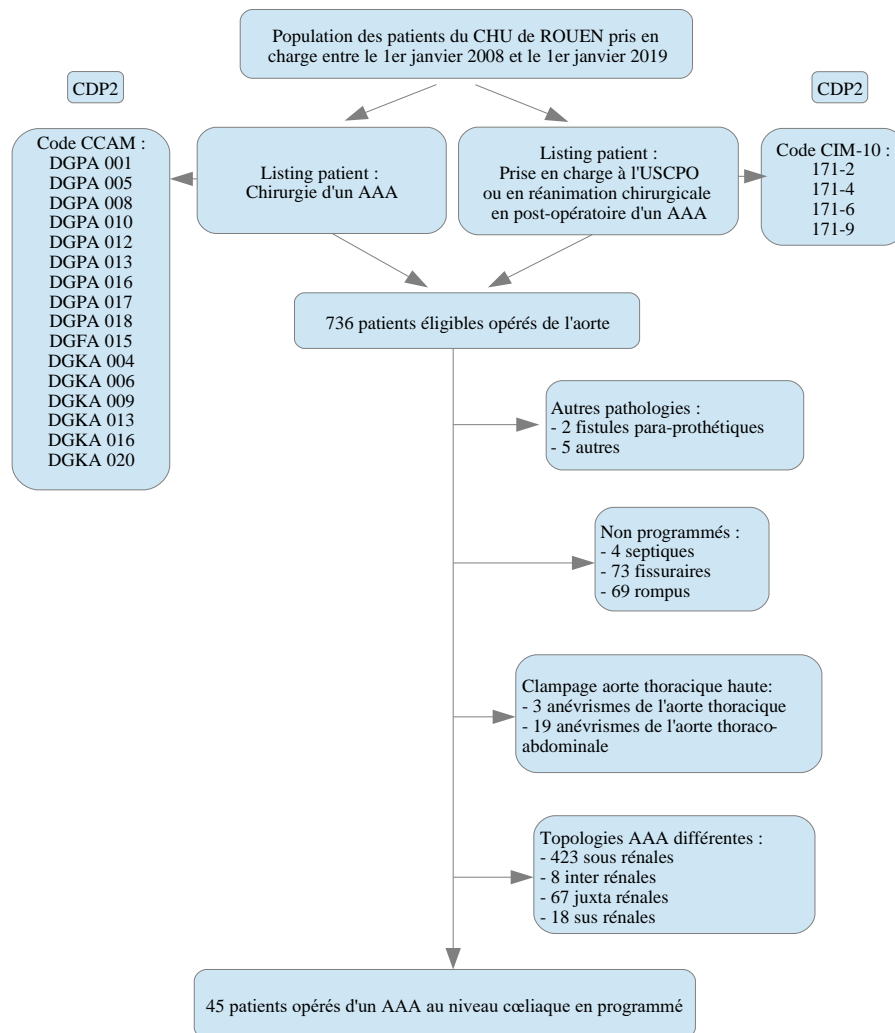 Population des patients du CHU de ROUEN pris en
charge entre le 1er janvier 2008 et le 1er janvier 2019
CDP2
CDP2
Code CCAM :
DGPA 001
DGPA 005
DGPA 008
DGPA 010
DGPA 012
DGPA 013
DGPA 016
DGPA 017
DGPA 018
DGFA 015
DGKA 004
DGKA 006
DGKA 009
DGKA 013
DGKA 016
DGKA 020
Listing patient :
Chirurgie d'un AAA
Listing patient :
Prise en charge à l'USCPO
ou en réanimation chirurgicale
en post-opératoire d'un AAA
Code CIM-10 :
171-2
171-4
171-6
171-9
736 patients éligibles opérés de l'aorte
Autres pathologies :
- 2 fistules para-prothétiques
- 5 autres
Non programmés :
- 4 septiques
- 73 fissuraires
- 69 rompus
Clampage aorte thoracique haute:
- 3 anévrismes de l'aorte thoracique
- 19 anévrismes de l'aorte thoraco-
abdominale
Topologies AAA différentes :
- 423 sous rénales
- 8 inter rénales
- 67 juxta rénales
- 18 sus rénales
45 patients opérés d'un AAA au niveau cœliaque en programmé